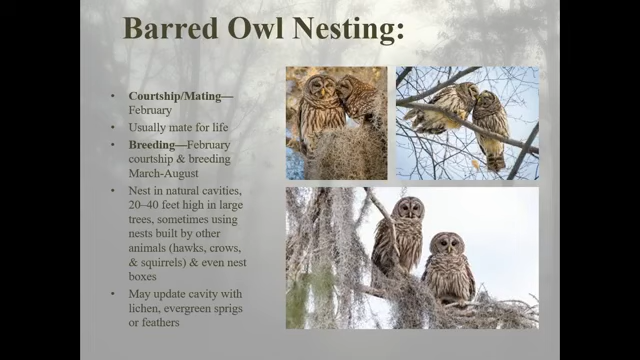 Barred Owl Nesting:
• Courtship/Mating—
February
• Usually mate for life
• Breeding—February
courtship & breeding
March-August
• Nest in natural cavities,
20–40 feet high in large
trees, sometimes using
nests built by other
animals (hawks, crows,
& squirrels) & even nest
boxes
• May update cavity with
lichen, evergreen sprigs
or feathers